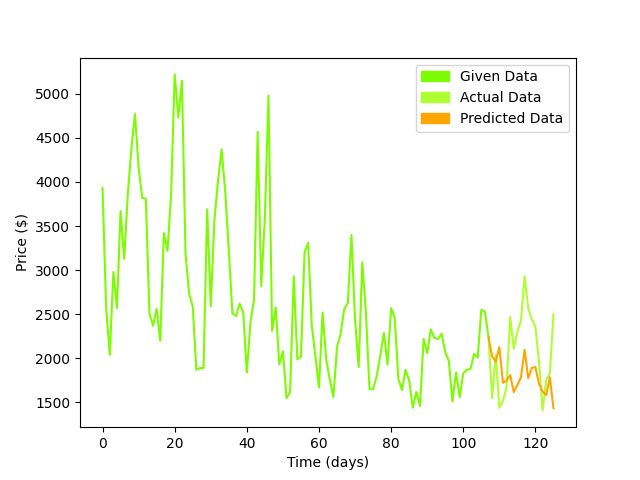 Given Data
Actual Data
Predicted Data
Price ($)
5000
4500
4000
3500
3000
2500
2000
1500
0 20 40 60 80 100 120
Time (days)